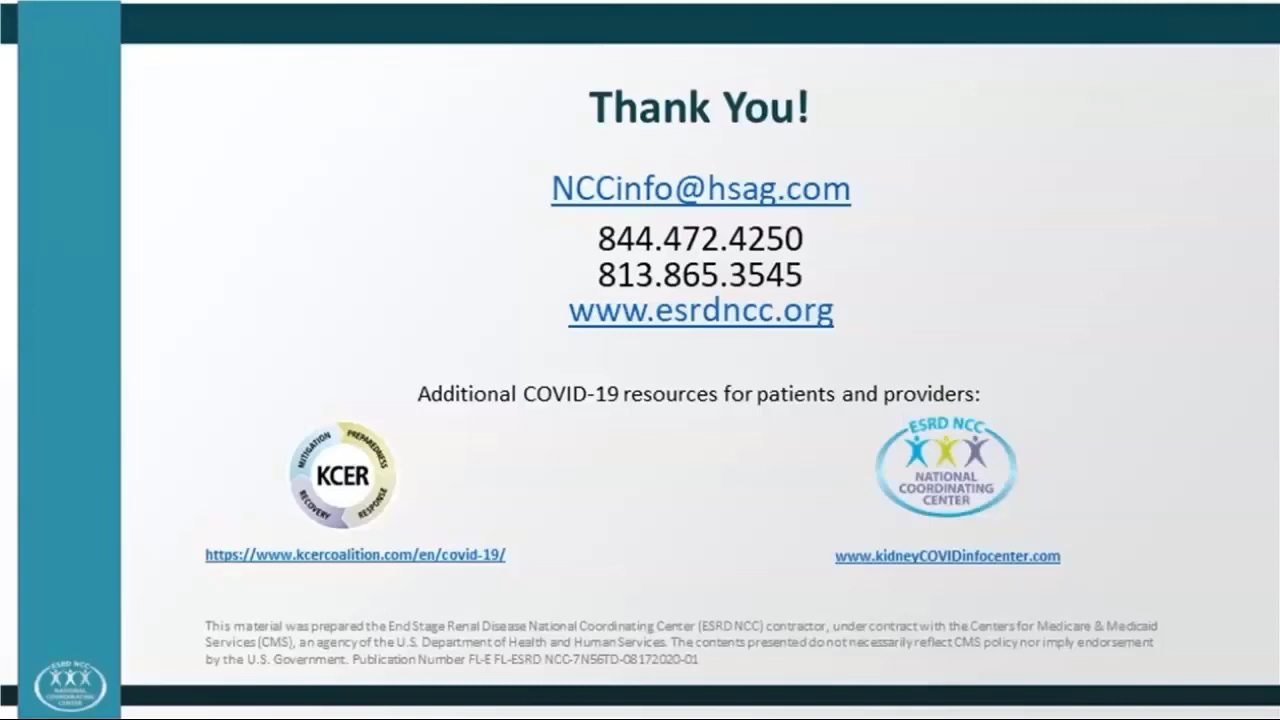 Thank You!
NCCinfo@hsag.com
844.472.4250
813.865.3545
www.esrdncc.org
Additional COVID-19 resources for patients and providers:
MITIGATION
PREPAREDNESS
KCER
RECOVERY
RESPONSE
ESRD NCC
NATIONAL
COORDINATING
CENTER
https://www.kcercoalition.com/en/covid-19/
www.kidneyCOVIDinfocenter.com
This material was prepared the End Stage Renal Disease National Coordinating Center (ESRD NCC) contractor, under contract with the Centers for Medicare & Medicaid
Services (CMS), an agency of the U.S. Department of Health and Human Services. The contents presented do not necessarily reflect CMS policy nor imply endorsement
by the U.S. Government. Publication Number FL-E FL-ESRD NCC-7N56TD-08172020-01
ESRD NCC
NATIONAL
COORDINATING
CENTER